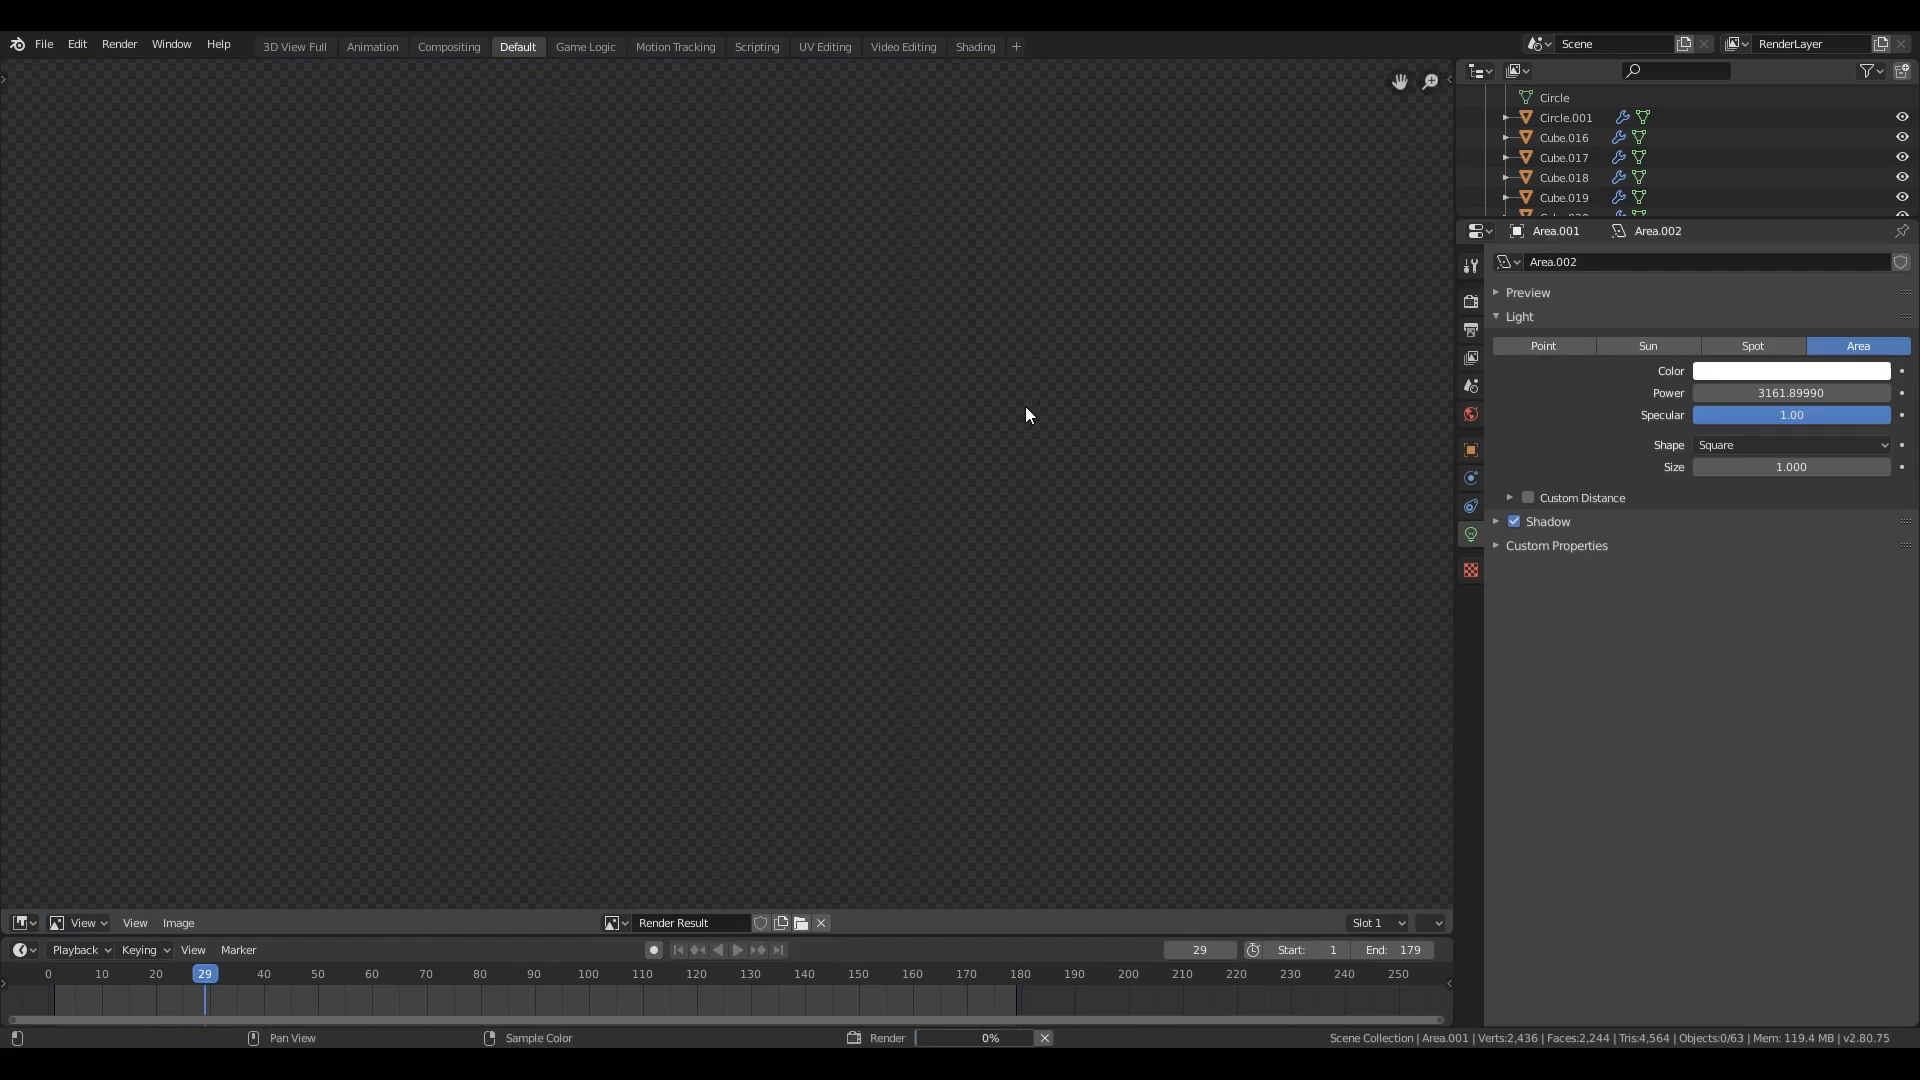 File Edit Render Window Help 3D View Full Animation Compositing Default Game Logic Motion Tracking Scripting UV Editing Video Editing Shading + Scene RenderLayer
Circle
Circle.001
Cube.016
Cube.017
Cube.018
Cube.019
Area.001 Area.002
Area.002
Preview
Light
Point Sun Spot Area
Color
Power 3161.89990
Specular 1.00
Shape Square
Size 1.000
Custom Distance
Shadow
Custom Properties
View View Image Render Result Slot 1
Playback Keying View Marker 29 Start: 1 End: 179
0 10 20 29 40 50 60 70 80 90 100 110 120 130 140 150 160 170 180 190 200 210 220 230 240 250
Pan View Sample Color Render 0% Scene Collection | Area.001 | Verts:2,436 | Faces:2,244 | Tris:4,564 | Objects:0/63 | Mem: 119.4 MB | v2.80.75